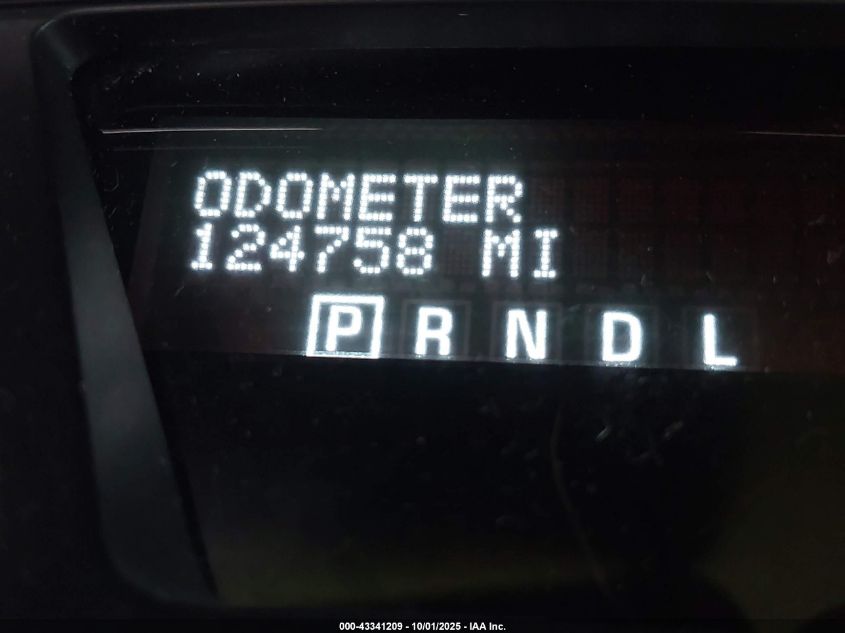 ODOMETER
124758 MI
P R N D L
000-43341209 - 10/01/2025 - IAA Inc.